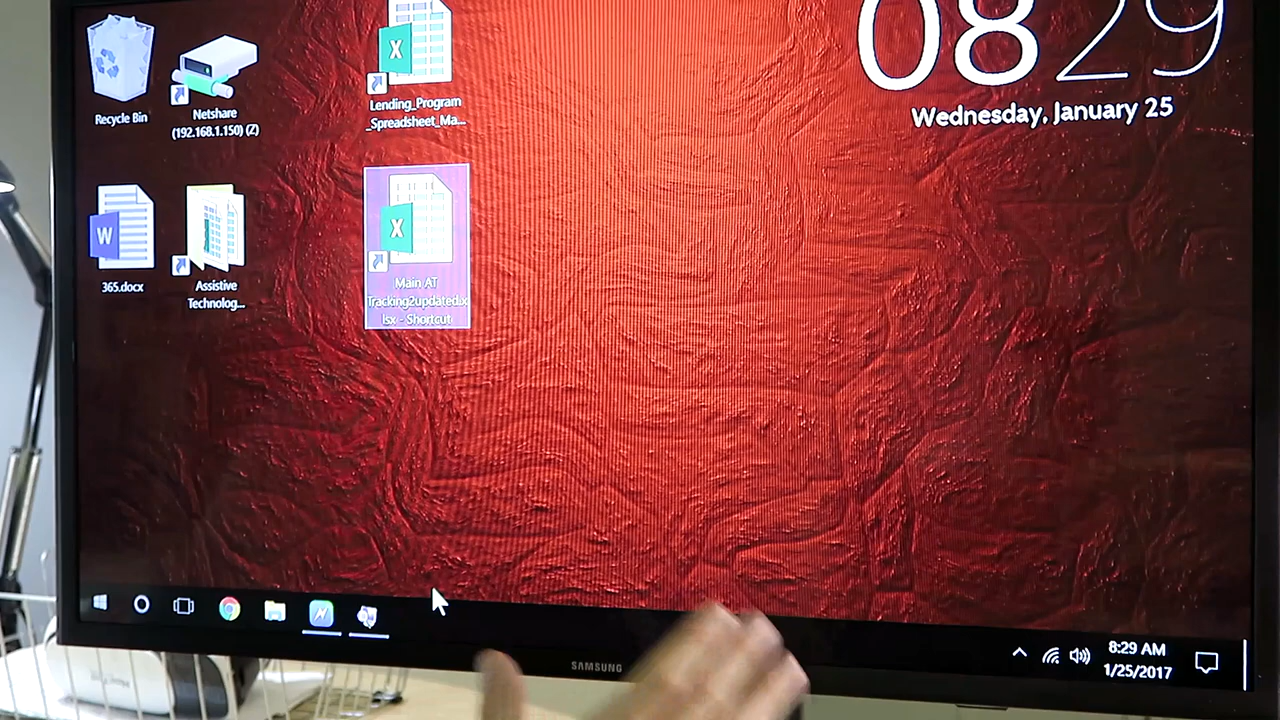 08 29
Wednesday, January 25
Recycle Bin
Netshare
(192.168.1.150) (Z)
Lending_Program
_Spreadsheet_Ma...
365.docx
Assistive
Technolog...
Main AT
Tracking2updated.x
lsx - Shortcut
8:29 AM
1/25/2017
SAMSUNG